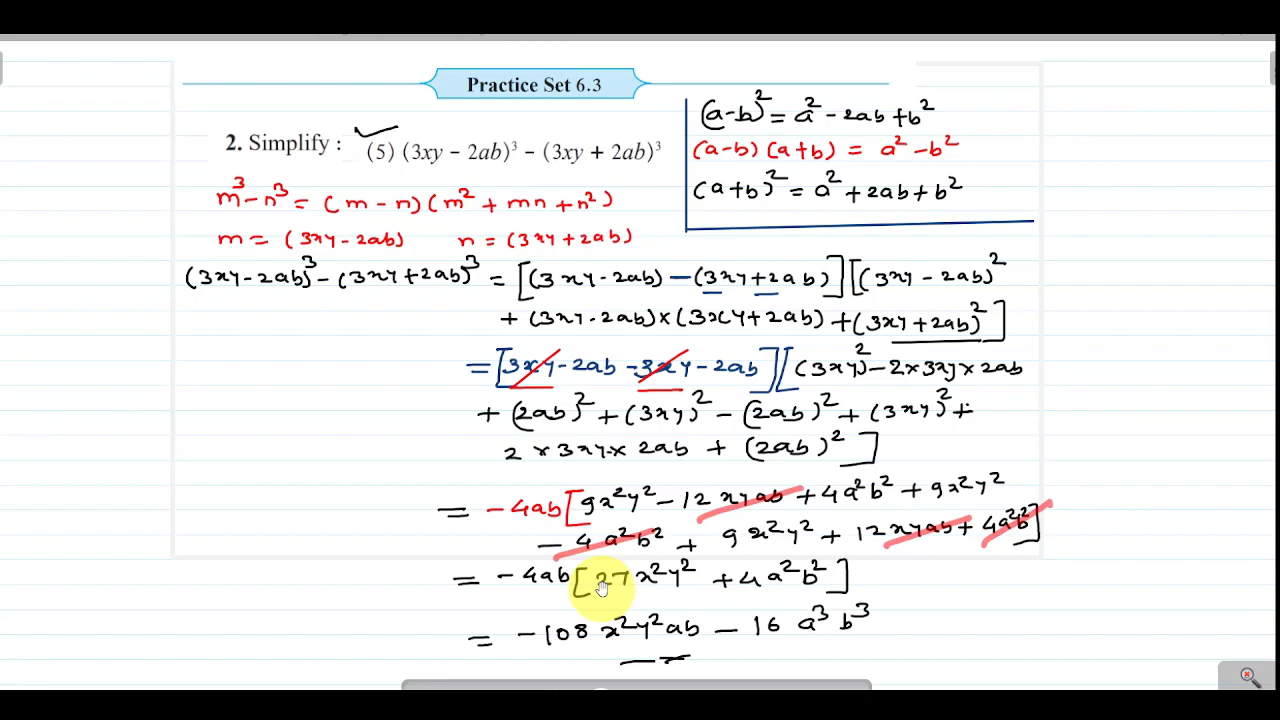 Practice Set 6.3
2. Simplify : (5) (3xy – 2ab)³ – (3xy + 2ab)³
(a-b)² = a² - 2ab + b²
(a-b) (a+b) = a² - b²
(a+b)² = a² + 2ab + b²
m³ - n³ = (m - n) (m² + mn + n²)
m = (3xy - 2ab) n = (3xy + 2ab)
(3xy - 2ab)³ - (3xy + 2ab)³ = [(3xy - 2ab) - (3xy + 2ab)] [(3xy - 2ab)²
+ (3xy - 2ab) × (3xy + 2ab) + (3xy + 2ab)²]
= [3xy - 2ab - 3xy - 2ab] [(3xy)² - 2 × 3xy × 2ab
+ (2ab)² + (3xy)² - (2ab)² + (3xy)² +
2 × 3xy × 2ab + (2ab)²]
= - 4ab [9x²y² - 12xyab + 4a²b² + 9x²y²
- 4a²b² + 9x²y² + 12xyab + 4a²b²]
= - 4ab [27x²y² + 4a²b²]
= - 108 x²y²ab - 16 a³b³